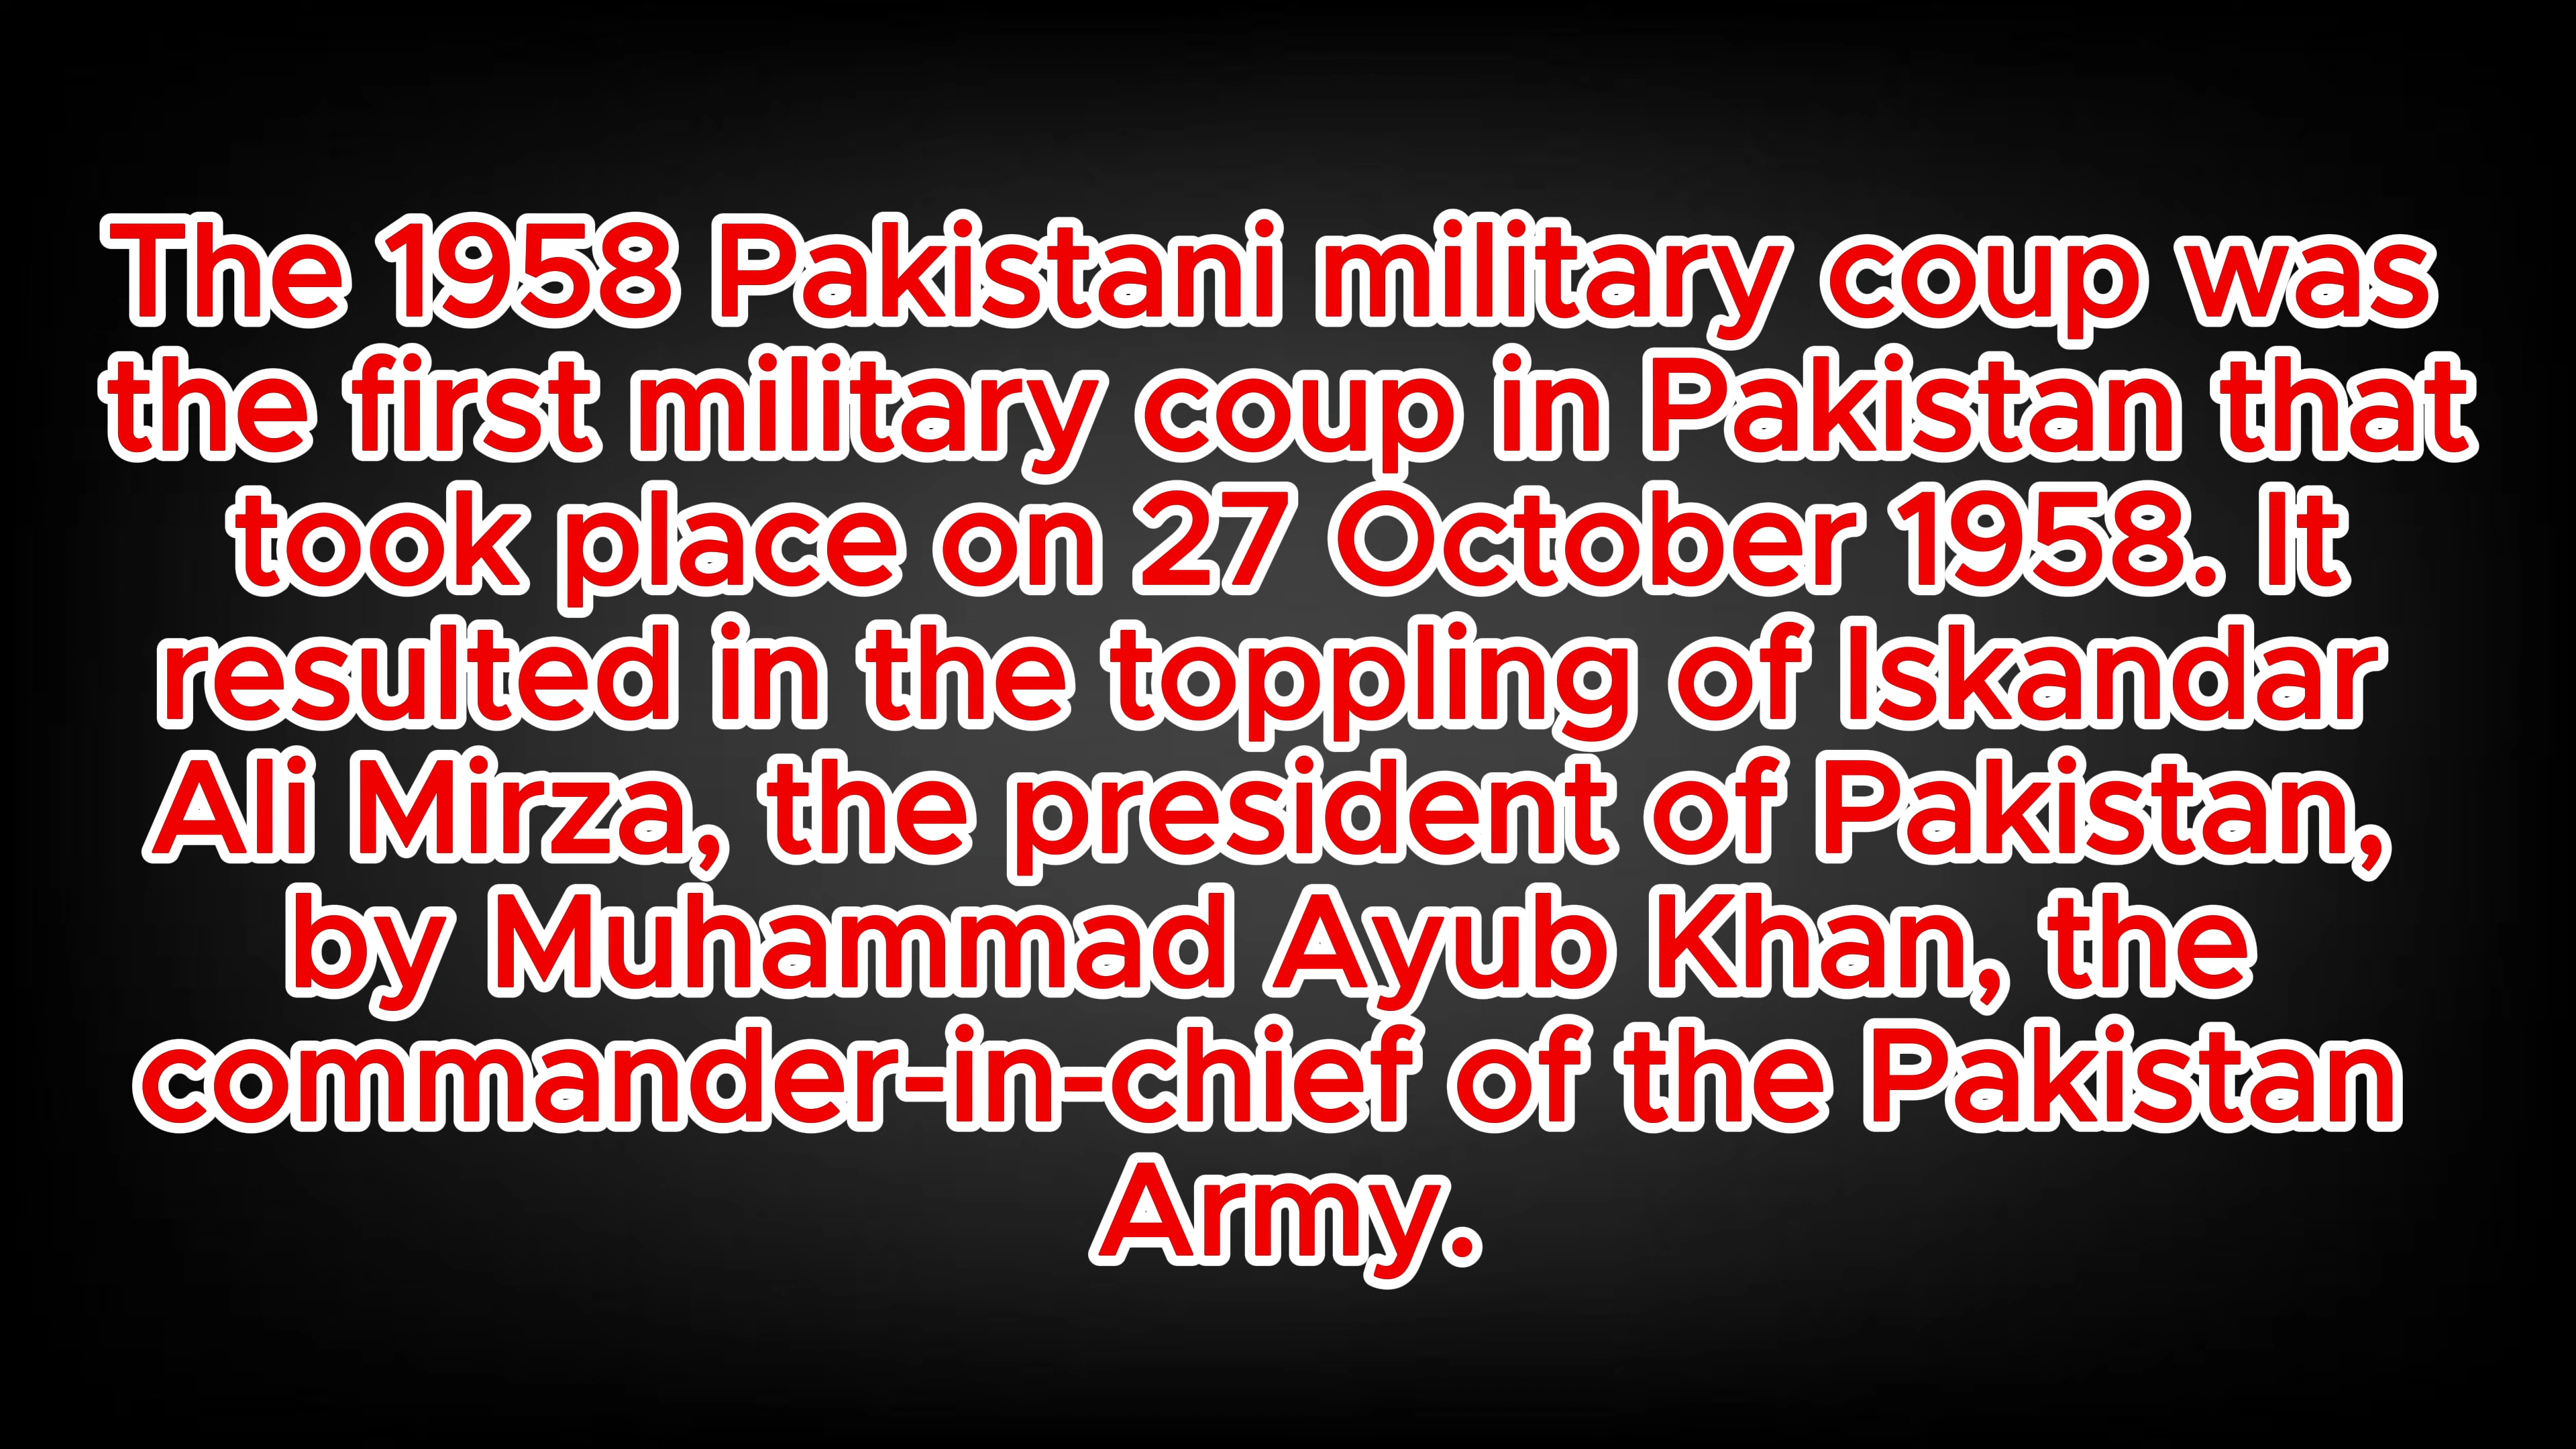 The 1958 Pakistani military coup was
the first military coup in Pakistan that
took place on 27 October 1958. It
resulted in the toppling of Iskandar
Ali Mirza, the president of Pakistan,
by Muhammad Ayub Khan, the
commander-in-chief of the Pakistan
Army.